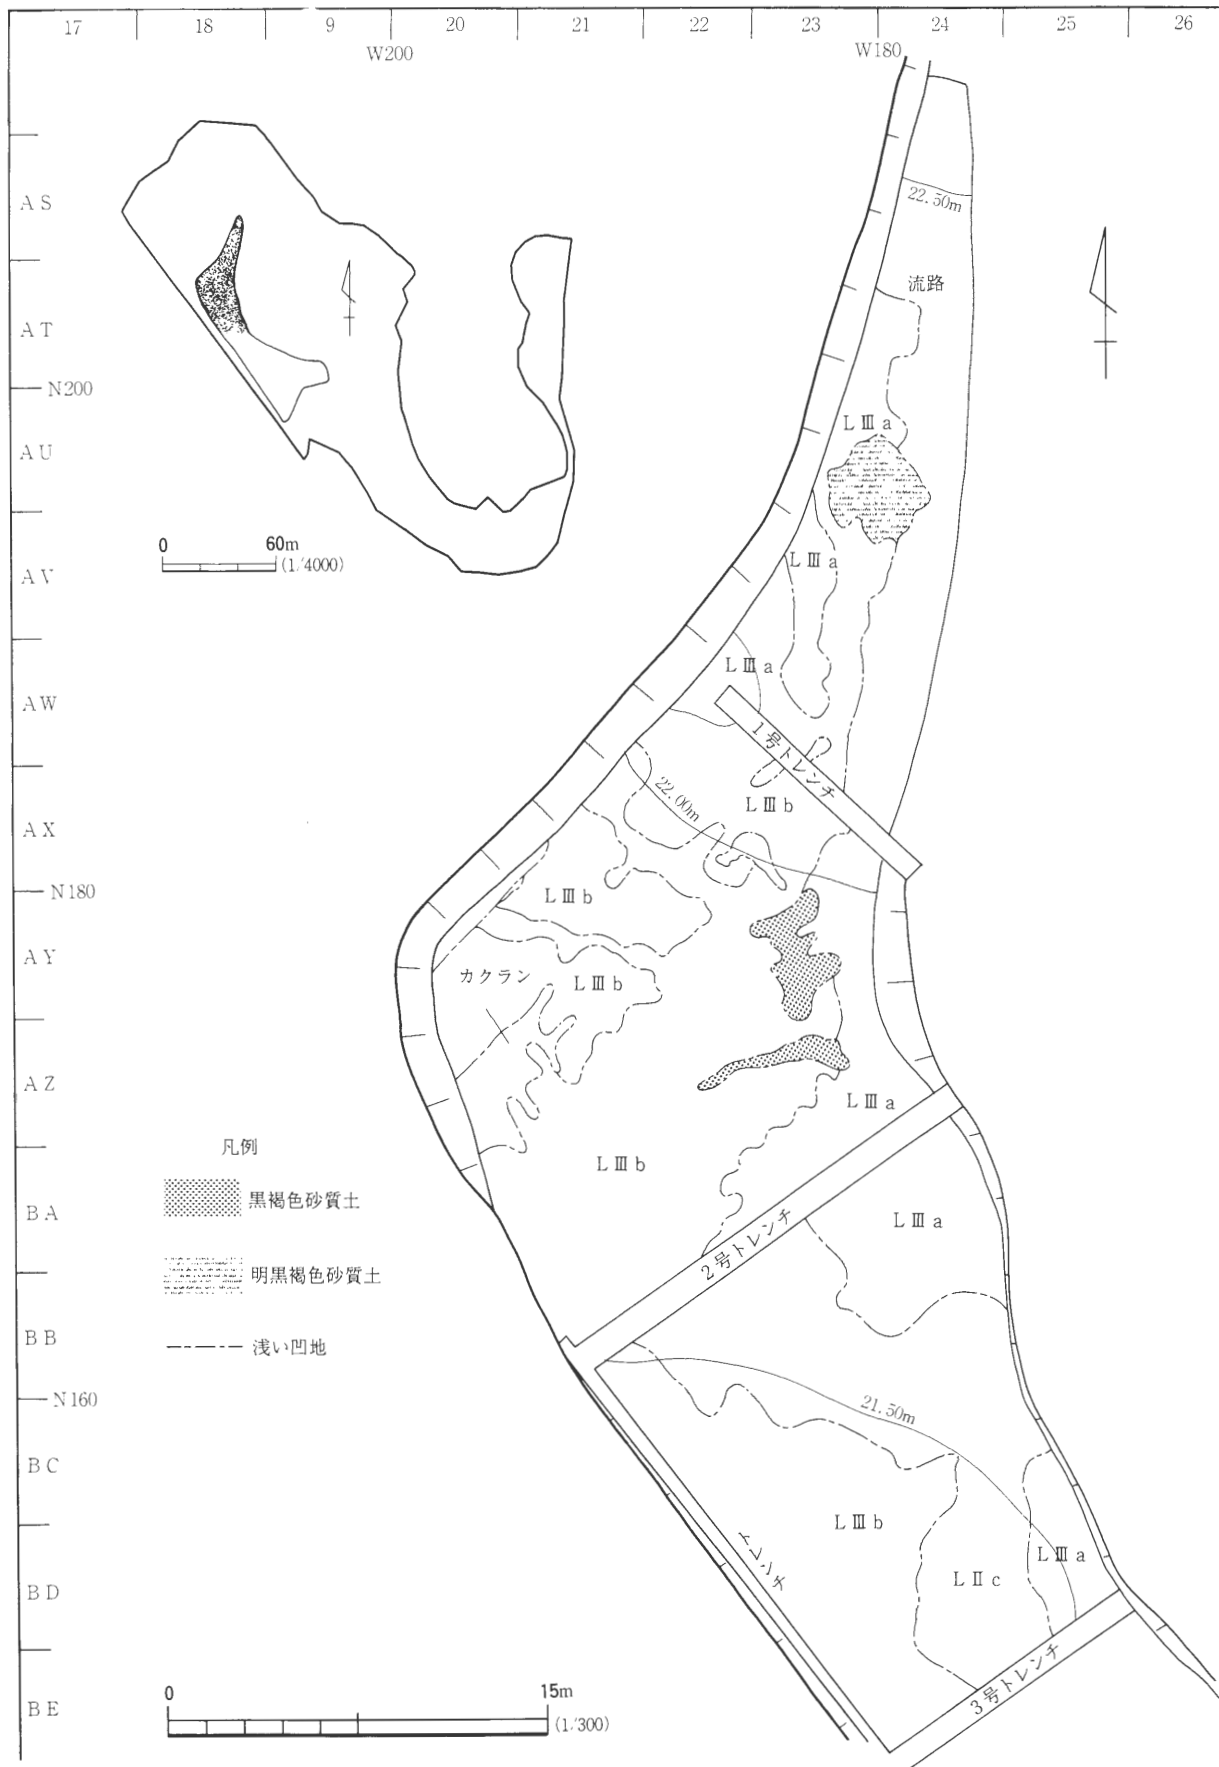 17 18 9 20 21 22 23 24 25 26
W200 W180
AS
AT
N200
AU
AV
AW
AX
N180
AY
AZ
BA
BB
N160
BC
BD
BE
0 60m
(1/4000)
22.50m
流路
LⅢa
LⅢa
LⅢa
1号トレンチ
22.00m
LⅢb
LⅢb
カクラン
LⅢb
LⅢa
LⅢb
2号トレンチ
LⅢa
21.50m
LⅢb
LⅢa
LⅡc
トレンチ
3号トレンチ
凡例
黒褐色砂質土
明黒褐色砂質土
浅い凹地
0 15m
(1/300)